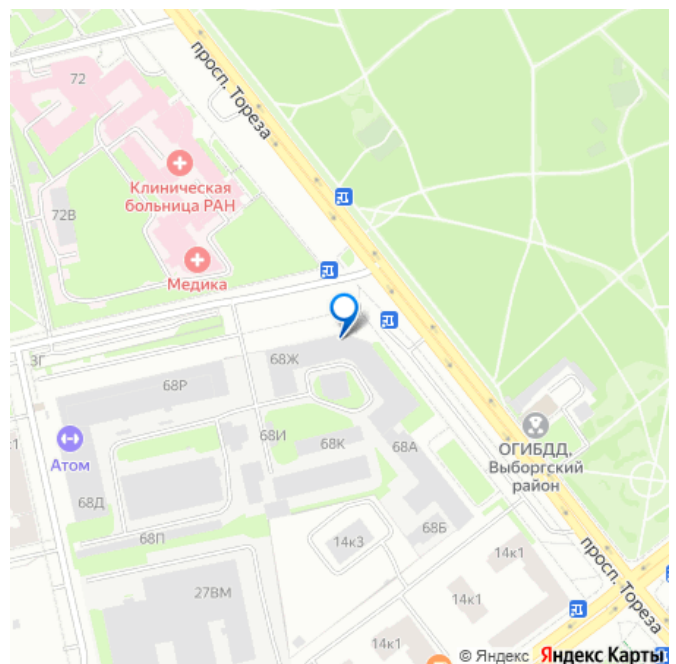 72
просп. Тореза
Клиническая
больница РАН
72В
Медика
3Г
68Ж
68Р
Атом
68И
68К
68А
ОГИБДД,
Выборгский
район
68Д
68П
68Б
14к3
14к1
просп. Тореза
27ВМ
14к1
14к1
© Яндекс Яндекс Карты